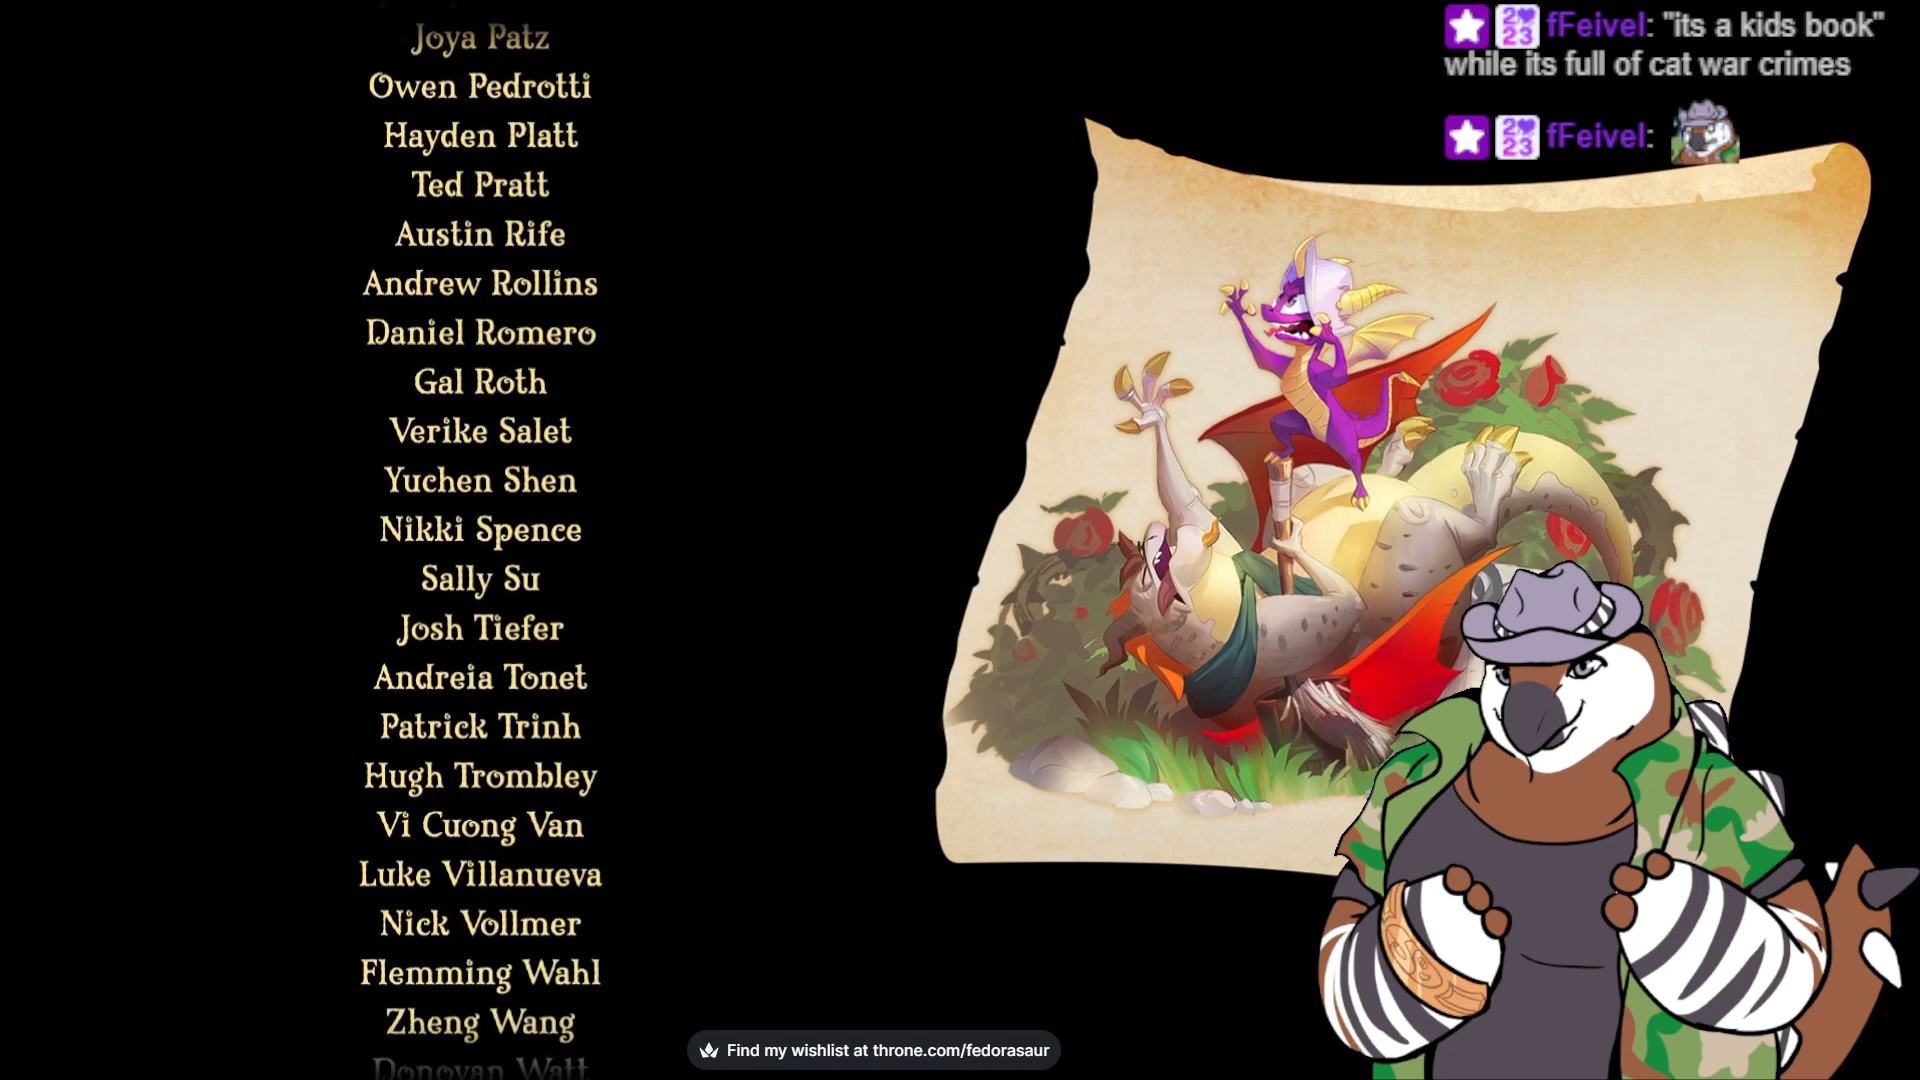 Joya Patz
Owen Pedrotti
Hayden Platt
Ted Pratt
Austin Rife
Andrew Rollins
Daniel Romero
Gal Roth
Verike Salet
Yuchen Shen
Nikki Spence
Sally Su
Josh Tiefer
Andreia Tonet
Patrick Trinh
Hugh Trombley
Vi Cuong Van
Luke Villanueva
Nick Vollmer
Flemming Wahl
Zheng Wang
Donovan Watt
fFeivel: "its a kids book"
while its full of cat war crimes
fFeivel:
Find my wishlist at throne.com/fedorasaur